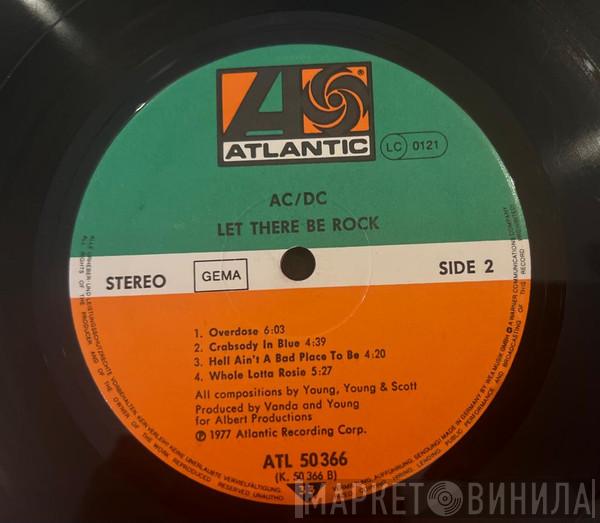 ATLANTIC
LC 0121
AC/DC
LET THERE BE ROCK
STEREO
GEMA
SIDE 2
1. Overdose 6:03
2. Crabsody In Blue 4:39
3. Hell Ain't A Bad Place To Be 4:20
4. Whole Lotta Rosie 5:27
All compositions by Young, Young & Scott
Produced by Vanda and Young
for Albert Productions
℗ 1977 Atlantic Recording Corp.
ATL 50 366
(K. 50 366 B)
МАРКЕТ ВИНИЛА